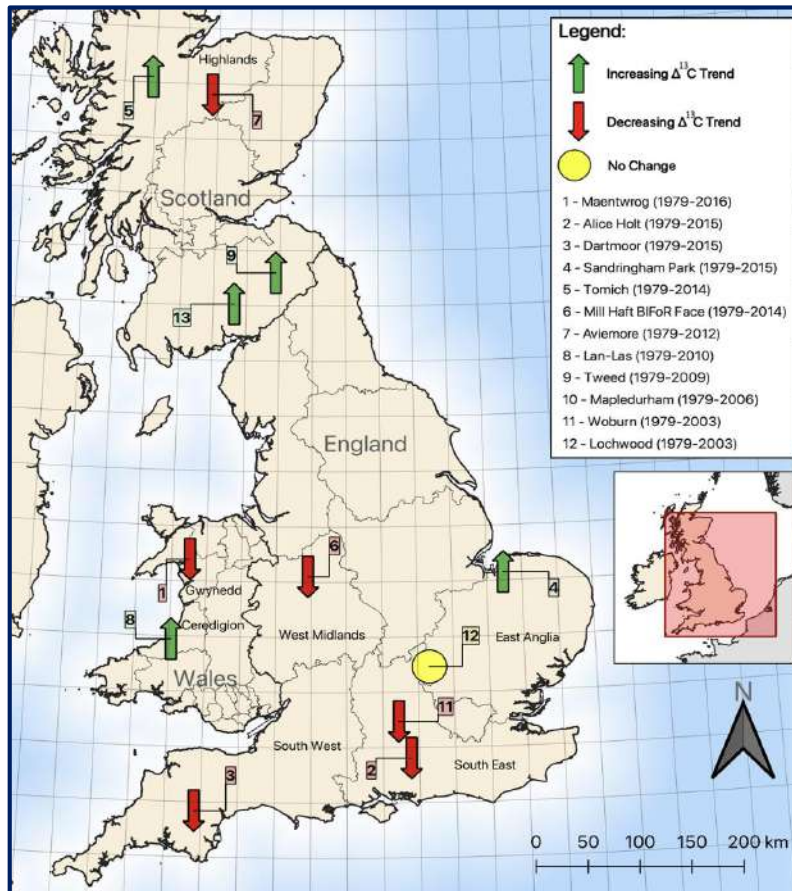 Legend:
Increasing Δ¹³C Trend
Decreasing Δ¹³C Trend
No Change
1 - Maentwrog (1979-2016)
2 - Alice Holt (1979-2015)
3 - Dartmoor (1979-2015)
4 - Sandringham Park (1979-2015)
5 - Tomich (1979-2014)
6 - Mill Haft BIFoR Face (1979-2014)
7 - Aviemore (1979-2012)
8 - Lan-Las (1979-2010)
9 - Tweed (1979-2009)
10 - Mapledurham (1979-2006)
11 - Woburn (1979-2003)
12 - Lochwood (1979-2003)
Highlands
5
7
Scotland
9
13
England
6
1
Gwynedd
4
8
Ceredigion
West Midlands
12
East Anglia
Wales
11
South West
2
South East
3
N
0 50 100 150 200 km